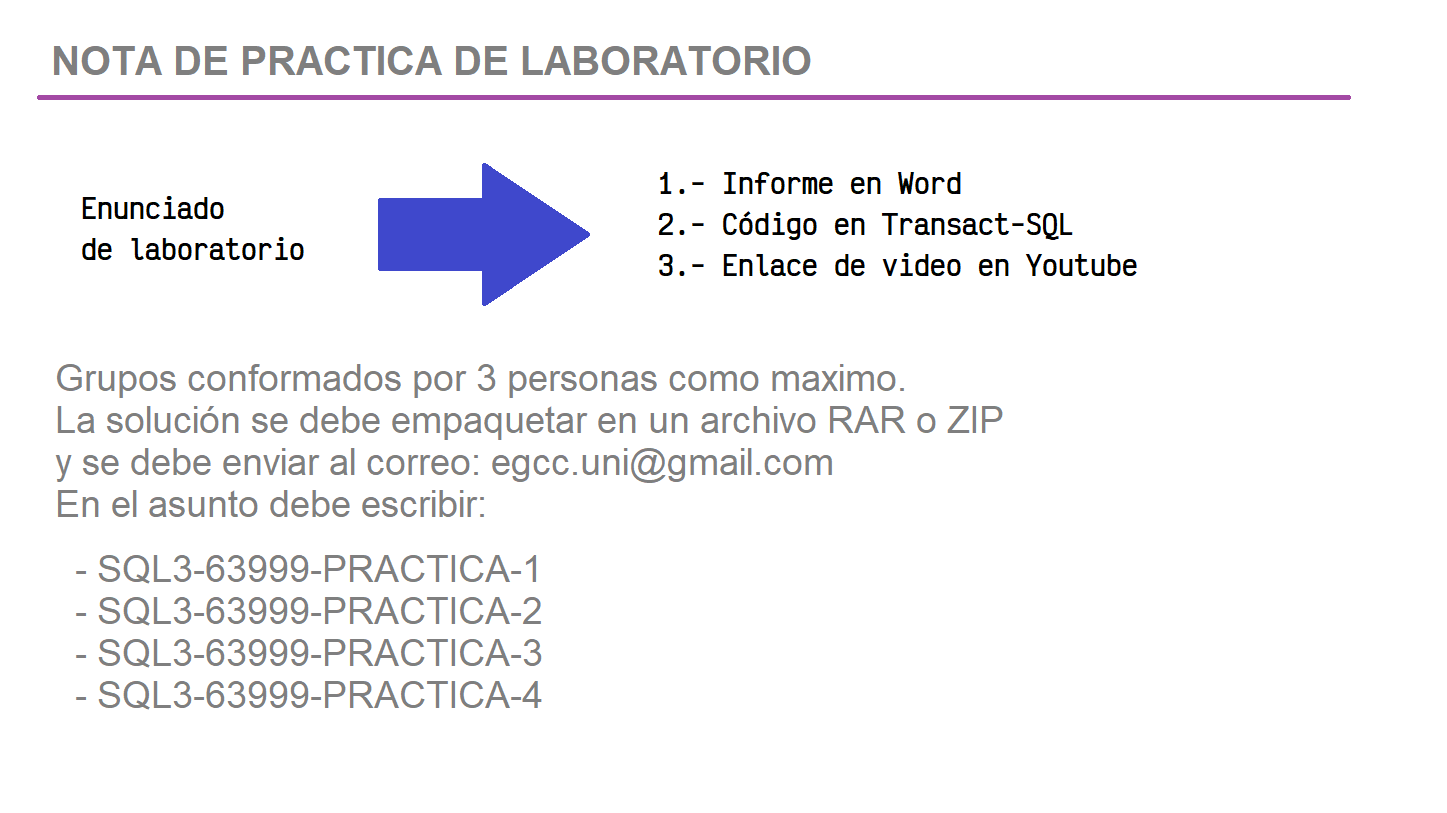 NOTA DE PRACTICA DE LABORATORIO
Enunciado
de laboratorio
1.- Informe en Word
2.- Código en Transact-SQL
3.- Enlace de video en Youtube
Grupos conformados por 3 personas como maximo.
La solución se debe empaquetar en un archivo RAR o ZIP
y se debe enviar al correo: egcc.uni@gmail.com
En el asunto debe escribir:
- SQL3-63999-PRACTICA-1
- SQL3-63999-PRACTICA-2
- SQL3-63999-PRACTICA-3
- SQL3-63999-PRACTICA-4